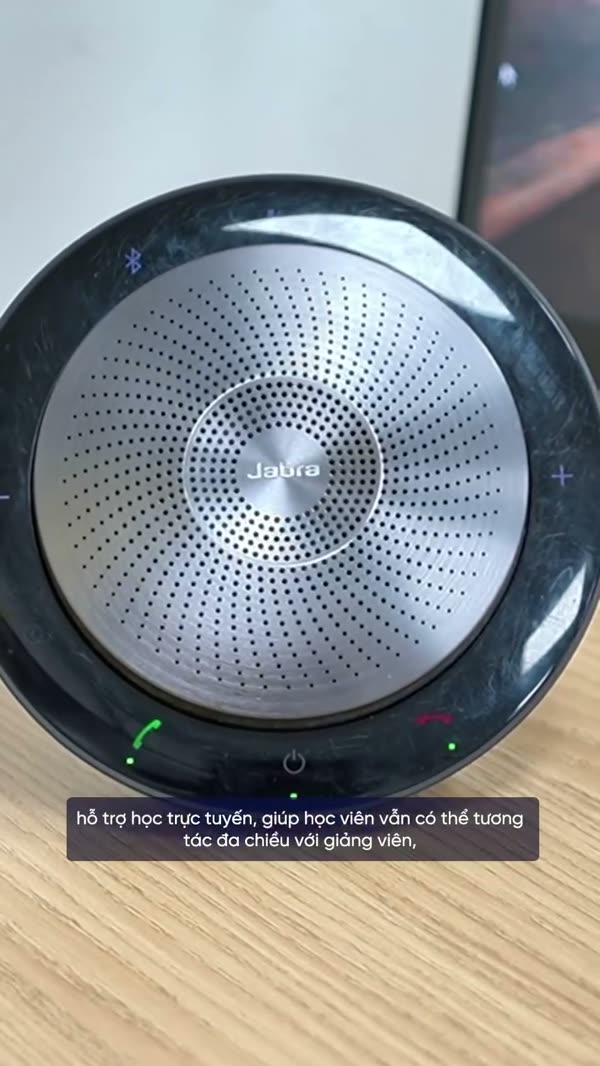 Jabra
hỗ trợ học trực tuyến, giúp học viên vẫn có thể tương
tác đa chiều với giảng viên,